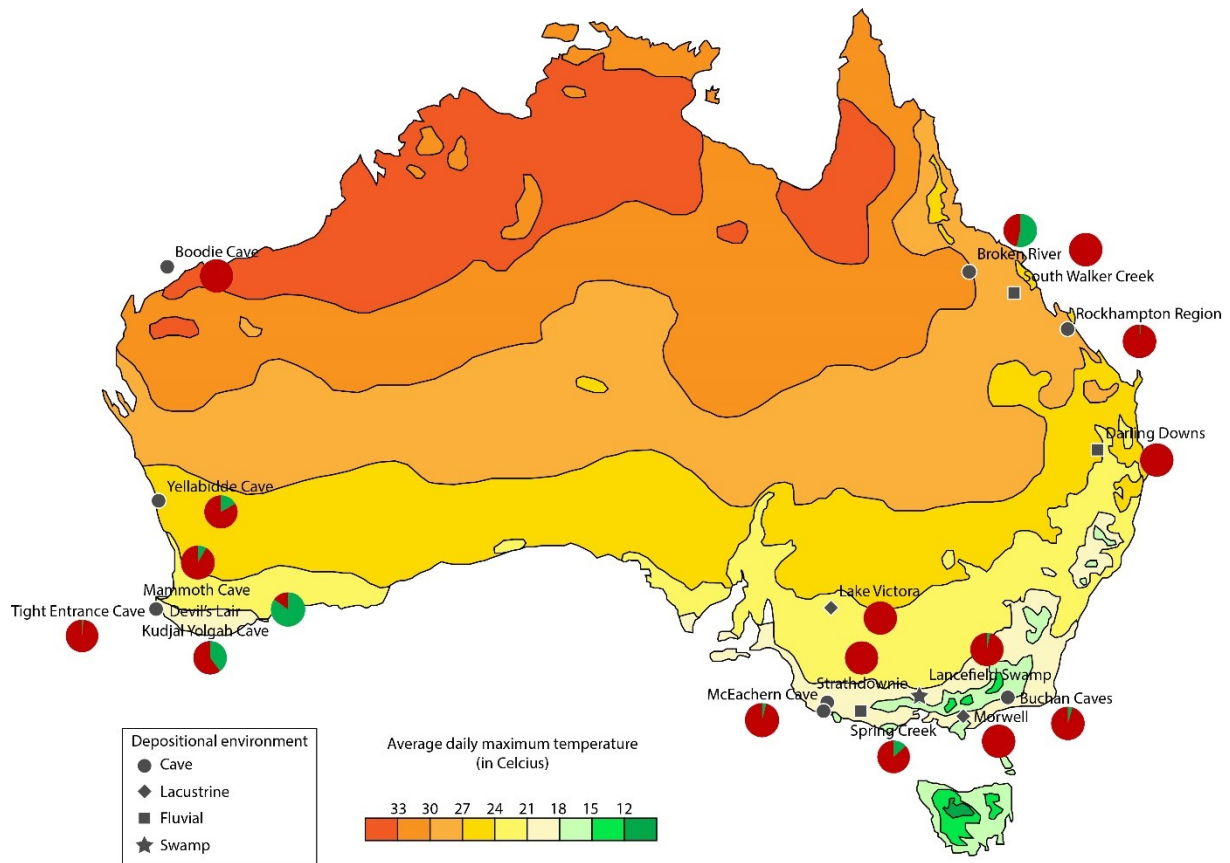 Boodie Cave
Broken River
South Walker Creek
Rockhampton Region
Darling Downs
Yellabidde Cave
Mammoth Cave
Tight Entrance Cave
Devil's Lair
Kudjal Yolgah Cave
Lake Victora
Lancefield Swamp
Strathdownie
McEachern Cave
Buchan Caves
Morwell
Spring Creek
Depositional environment
Cave
Lacustrine
Fluvial
Swamp
Average daily maximum temperature
(in Celcius)
33 30 27 24 21 18 15 12